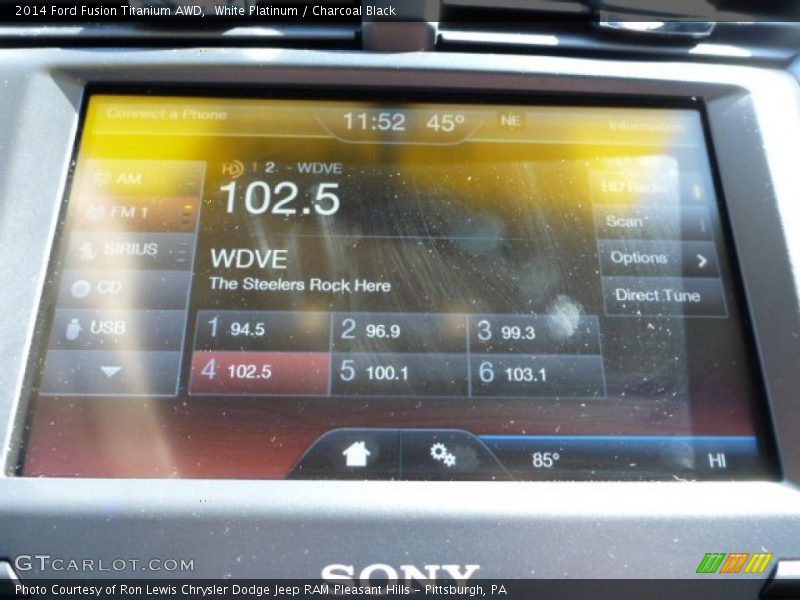 2014 Ford Fusion Titanium AWD, White Platinum / Charcoal Black
Connect a Phone
11:52 45° NE
Information
AM
FM 1
SIRIUS
CD
USB
HD 1 2 - WDVE
102.5
WDVE
The Steelers Rock Here
HD Radio
Scan
Options >
Direct Tune
1 94.5
2 96.9
3 99.3
4 102.5
5 100.1
6 103.1
85°
HI
SONY
GTCARLOT.COM
Photo Courtesy of Ron Lewis Chrysler Dodge Jeep RAM Pleasant Hills - Pittsburgh, PA